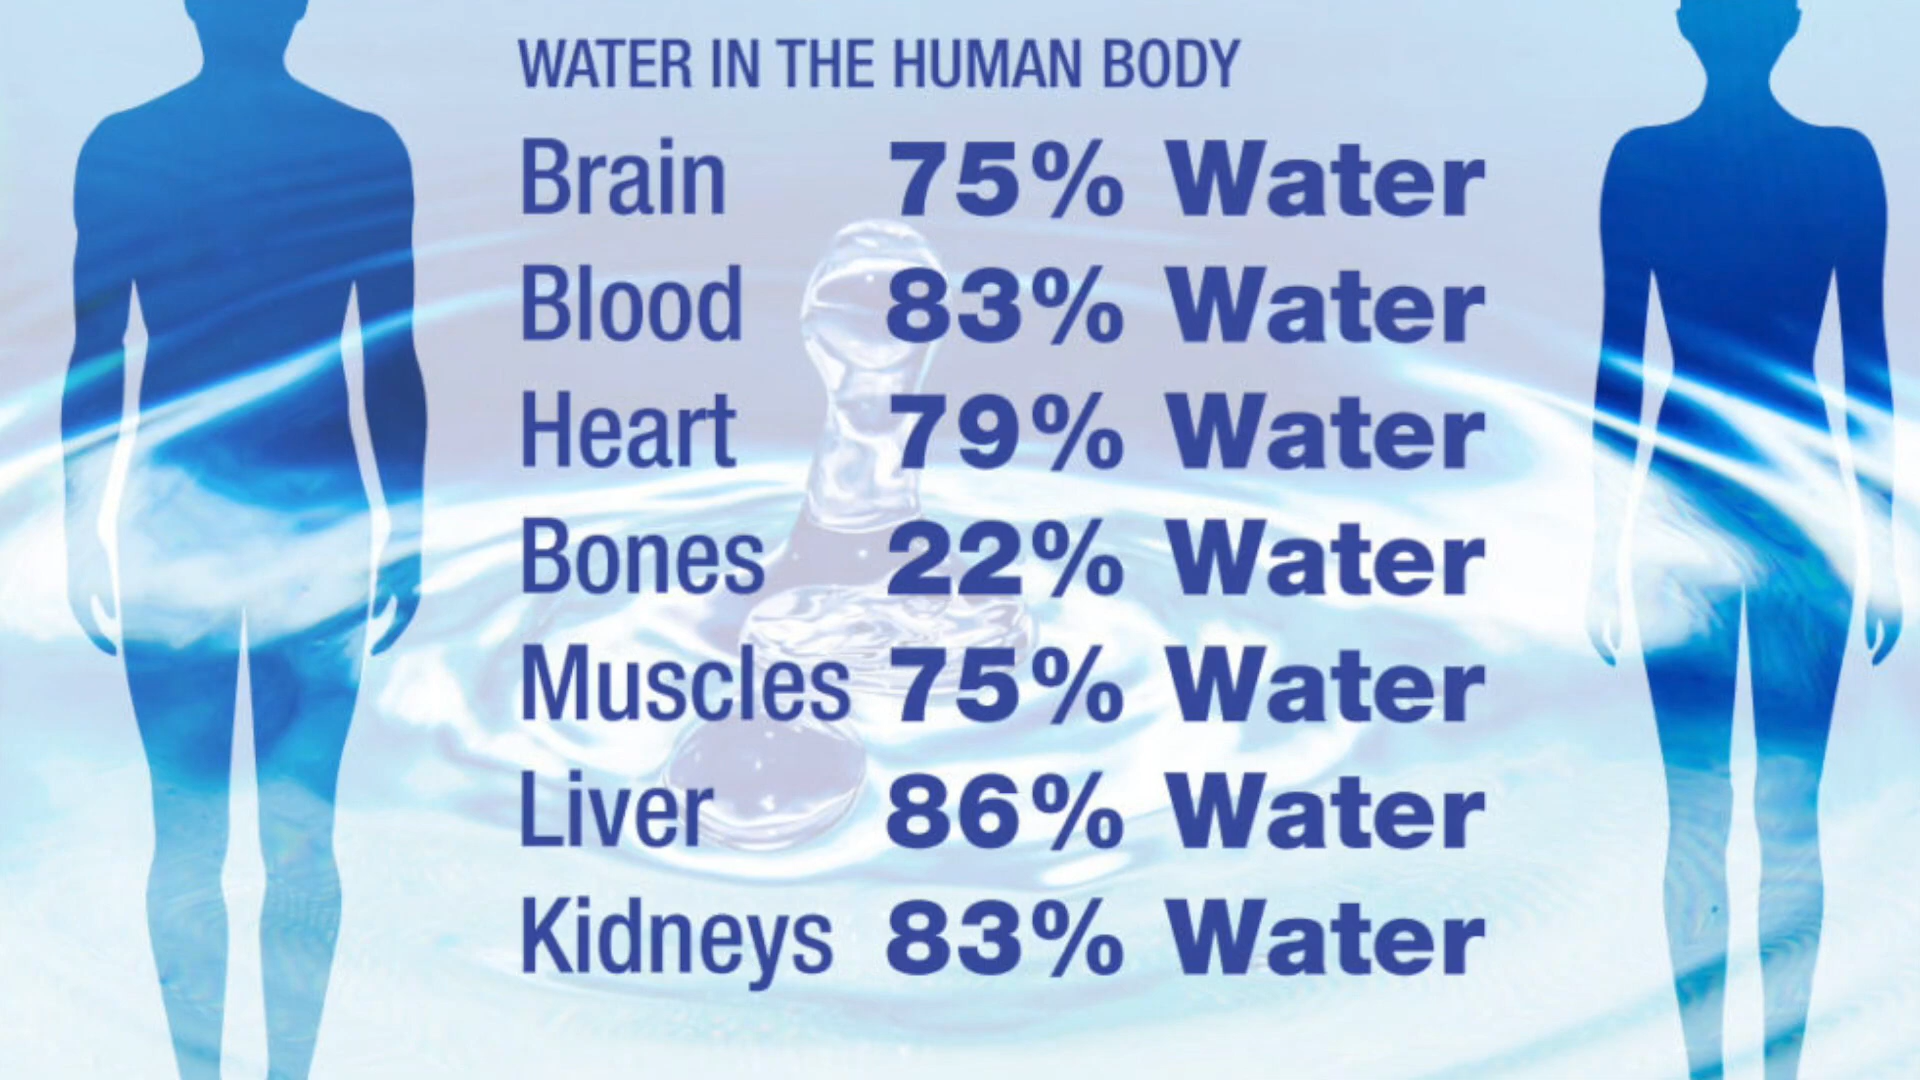 WATER IN THE HUMAN BODY
Brain 75% Water
Blood 83% Water
Heart 79% Water
Bones 22% Water
Muscles 75% Water
Liver 86% Water
Kidneys 83% Water